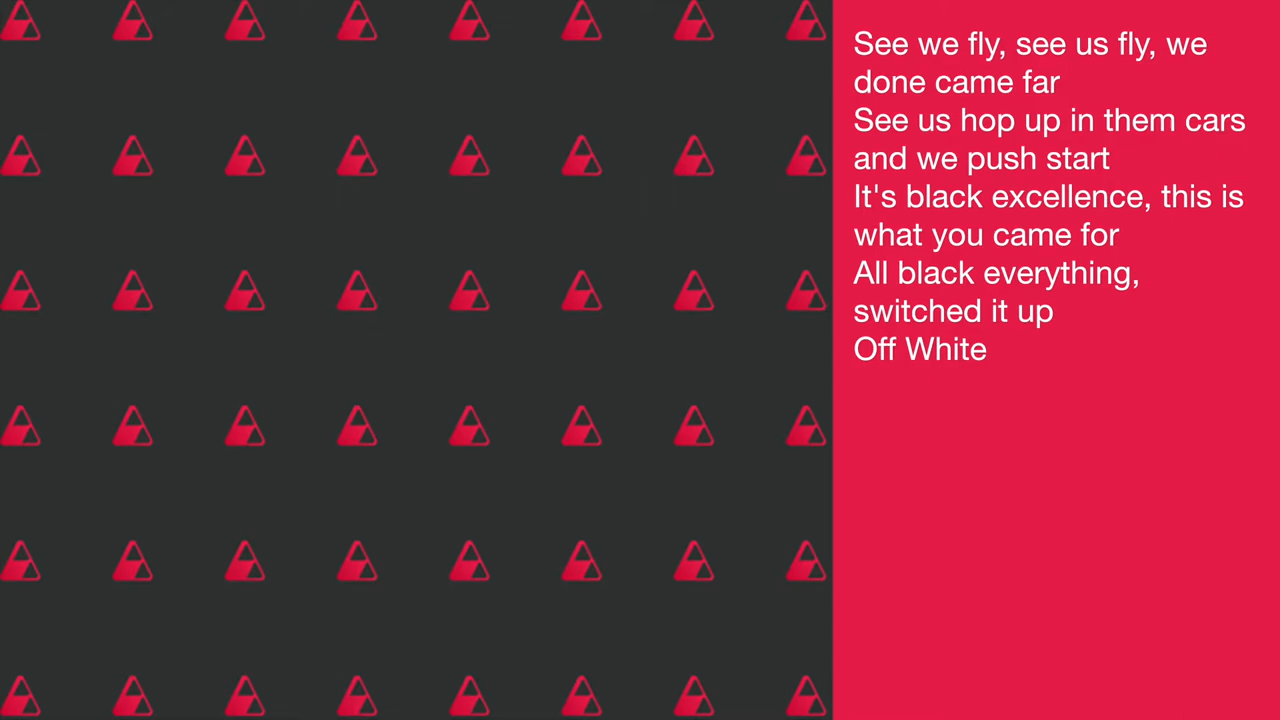 See we fly, see us fly, we
done came far
See us hop up in them cars
and we push start
It's black excellence, this is
what you came for
All black everything,
switched it up
Off White